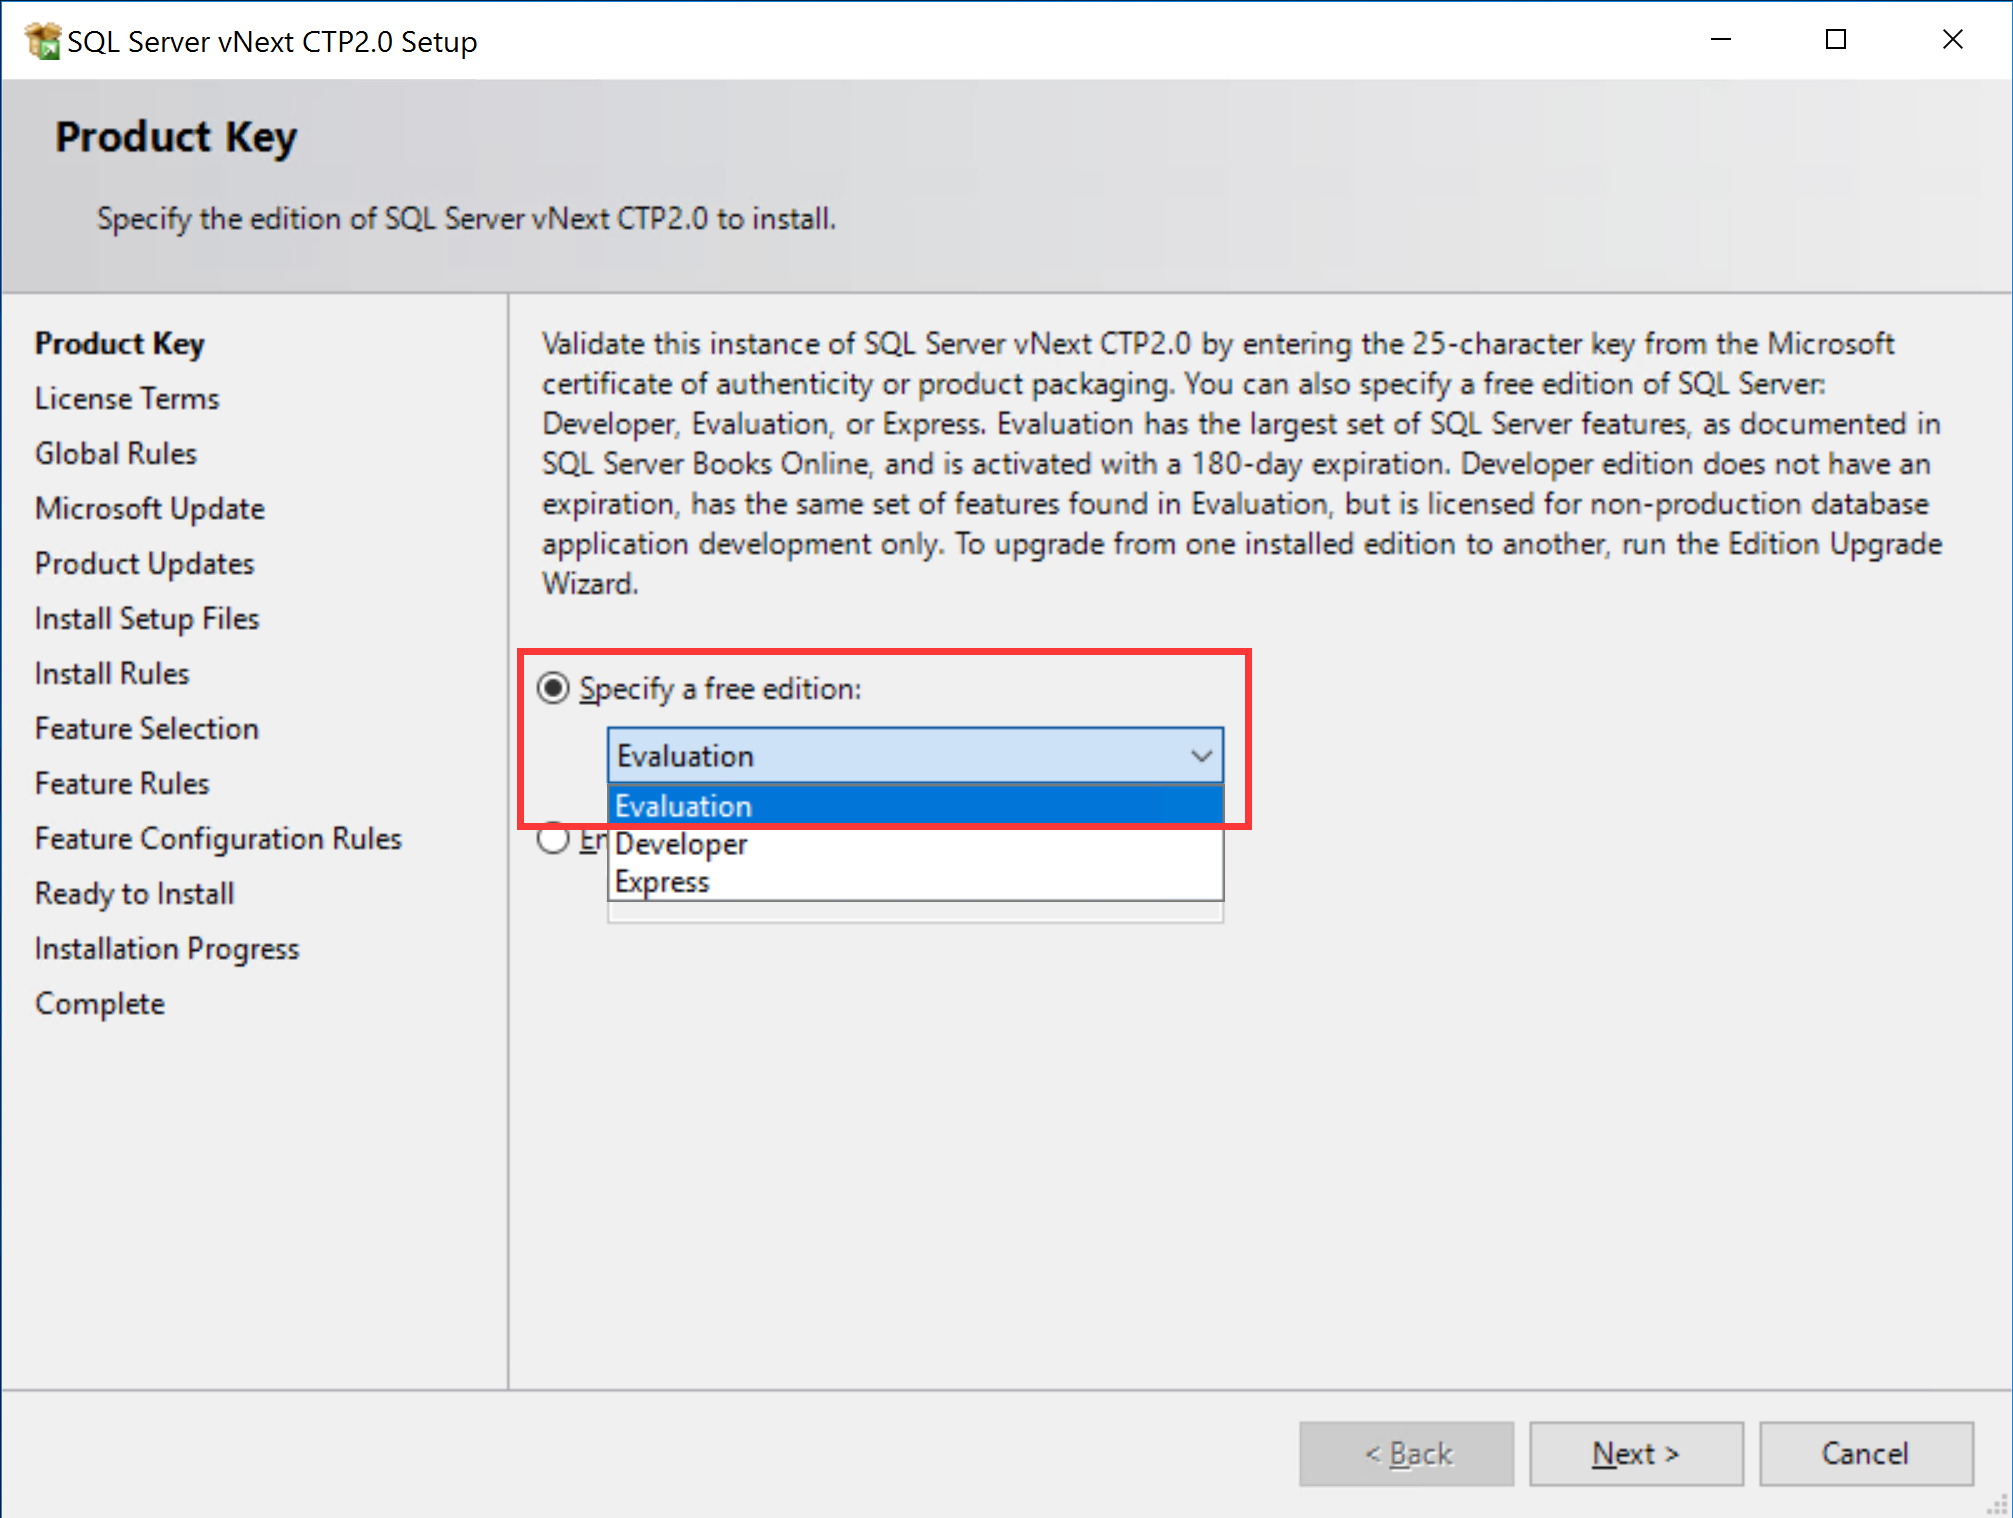 SQL Server vNext CTP2.0 Setup
Product Key
Specify the edition of SQL Server vNext CTP2.0 to install.
Product Key
License Terms
Global Rules
Microsoft Update
Product Updates
Install Setup Files
Install Rules
Feature Selection
Feature Rules
Feature Configuration Rules
Ready to Install
Installation Progress
Complete
Validate this instance of SQL Server vNext CTP2.0 by entering the 25-character key from the Microsoft
certificate of authenticity or product packaging. You can also specify a free edition of SQL Server:
Developer, Evaluation, or Express. Evaluation has the largest set of SQL Server features, as documented in
SQL Server Books Online, and is activated with a 180-day expiration. Developer edition does not have an
expiration, has the same set of features found in Evaluation, but is licensed for non-production database
application development only. To upgrade from one installed edition to another, run the Edition Upgrade
Wizard.
Specify a free edition:
Evaluation
Evaluation
Developer
Express
< Back
Next >
Cancel